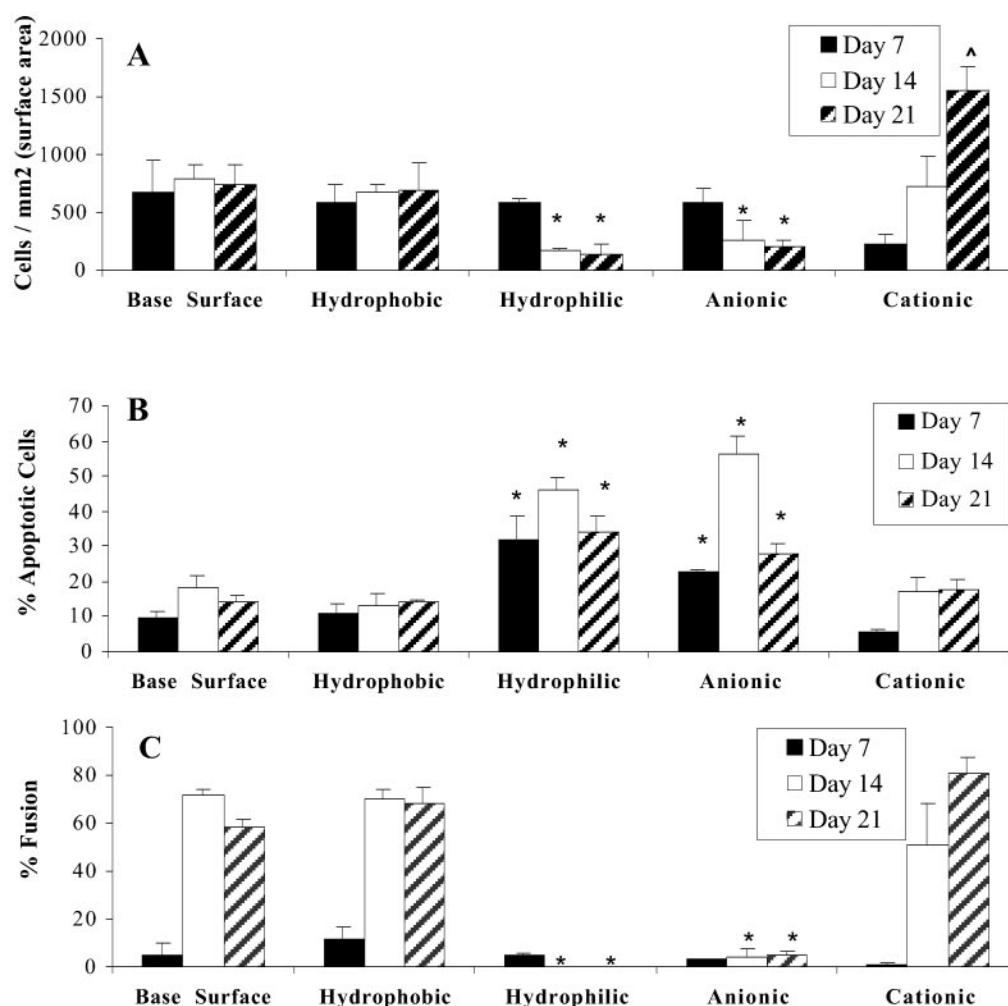 A
Cells / mm2 (surface area)
2000
1500
1000
500
0
Day 7
Day 14
Day 21
* * * * ^
Base Surface Hydrophobic Hydrophilic Anionic Cationic
B
% Apoptotic Cells
70
60
50
40
30
20
10
0
Day 7
Day 14
Day 21
* * * * * *
Base Surface Hydrophobic Hydrophilic Anionic Cationic
C
% Fusion
100
80
60
40
20
0
Day 7
Day 14
Day 21
* * * *
Base Surface Hydrophobic Hydrophilic Anionic Cationic